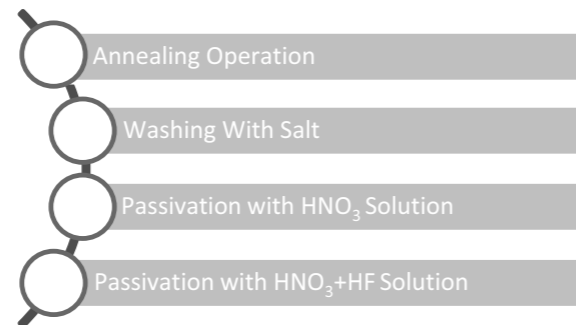 Annealing Operation
Washing With Salt
Passivation with HNO₃ Solution
Passivation with HNO₃+HF Solution